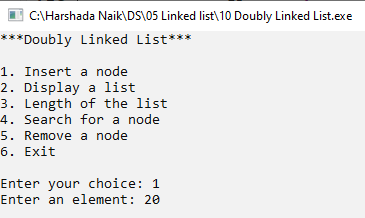 C:\Harshada Naik\DS\05 Linked list\10 Doubly Linked List.exe
***Doubly Linked List***
1. Insert a node
2. Display a list
3. Length of the list
4. Search for a node
5. Remove a node
6. Exit
Enter your choice: 1
Enter an element: 20